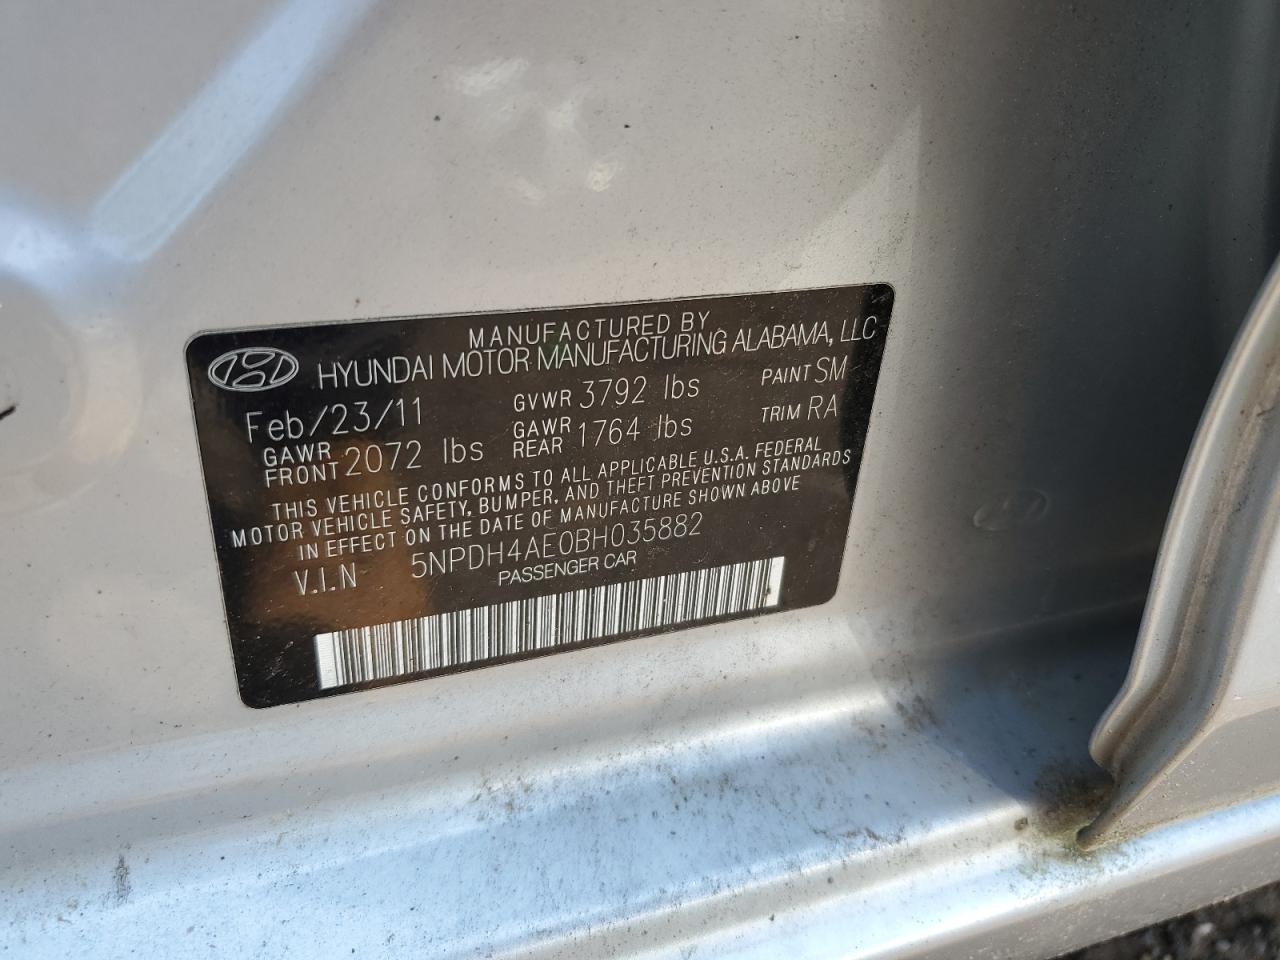 MANUFACTURED BY
HYUNDAI MOTOR MANUFACTURING ALABAMA, LLC
Feb/23/11 GVWR 3792 lbs PAINT SM
GAWR FRONT 2072 lbs GAWR REAR 1764 lbs TRIM RA
THIS VEHICLE CONFORMS TO ALL APPLICABLE U.S.A. FEDERAL
MOTOR VEHICLE SAFETY, BUMPER, AND THEFT PREVENTION STANDARDS
IN EFFECT ON THE DATE OF MANUFACTURE SHOWN ABOVE
V.I.N 5NPDH4AE0BH035882
PASSENGER CAR